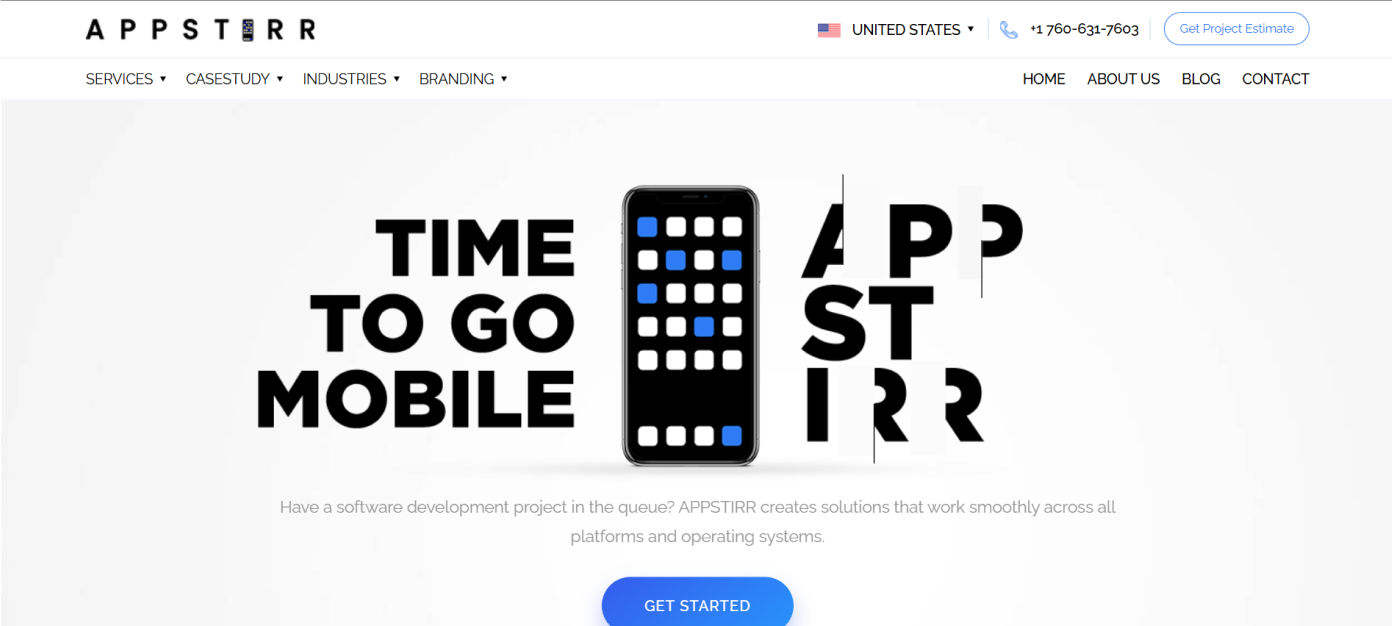 APPSTIRR
UNITED STATES ▼
+1 760-631-7603
Get Project Estimate
SERVICES ▼ CASESTUDY ▼ INDUSTRIES ▼ BRANDING ▼
HOME ABOUT US BLOG CONTACT
TIME
TO GO
MOBILE
APP
ST
IRR
Have a software development project in the queue? APPSTIRR creates solutions that work smoothly across all
platforms and operating systems.
GET STARTED